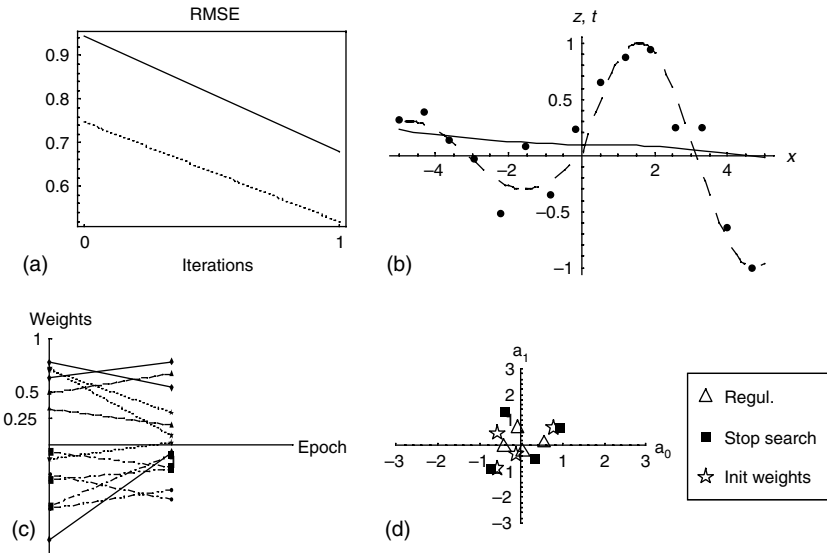 RMSE
0.9
0.8
0.7
0.6
0
1
Iterations
(a)
z, t
1
0.5
−0.5
−1
−4
−2
0
2
4
x
(b)
Weights
1
0.5
0.25
Epoch
(c)
a1
3
2
1
−1
−2
−3
−3
−2
−1
0
1
2
3
a0
(d)
Regul.
Stop search
Init weights